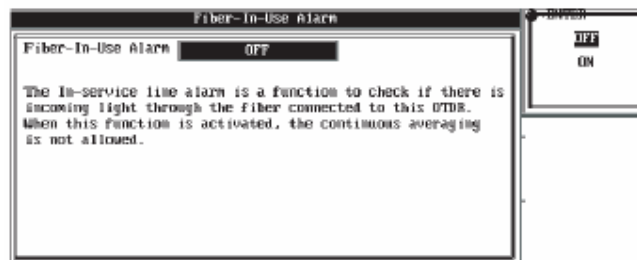 Fiber-In-Use Alarm
Fiber-In-Use Alarm OFF
The In-service line alarm is a function to check if there is
incoming light through the fiber connected to this OTDR.
When this function is activated, the continuous averaging
is not allowed.
ENTER
OFF
ON